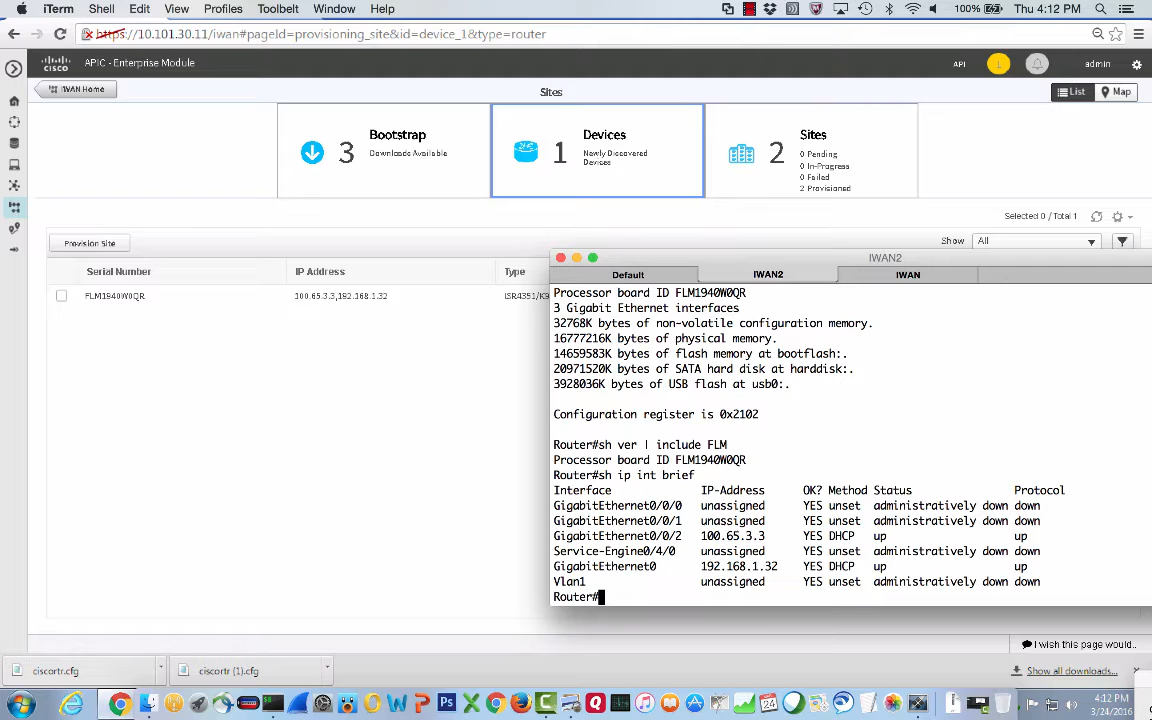 iTerm Shell Edit View Profiles Toolbelt Window Help 100% Thu 4:12 PM
https://10.101.30.11/iwan#pageId=provisioning_site&id=device_1&type=router
cisco APIC - Enterprise Module API 1 admin
IWAN Home Sites List Map
3 Bootstrap
Downloads Available
1 Devices
Newly Discovered
Devices
2 Sites
0 Pending
0 In-Progress
0 Failed
2 Provisioned
Selected 0 / Total 1
Provision Site Show All
Serial Number IP Address Type
FLM1940W0QR 100.65.3.3,192.168.1.32 ISR4351/K9
IWAN2
Default IWAN2 IWAN
Processor board ID FLM1940W0QR
3 Gigabit Ethernet interfaces
32768K bytes of non-volatile configuration memory.
16777216K bytes of physical memory.
14659583K bytes of flash memory at bootflash:.
20971520K bytes of SATA hard disk at harddisk:.
3928036K bytes of USB flash at usb0:.
Configuration register is 0x2102
Router#sh ver | include FLM
Processor board ID FLM1940W0QR
Router#sh ip int brief
Interface IP-Address OK? Method Status Protocol
GigabitEthernet0/0/0 unassigned YES unset administratively down down
GigabitEthernet0/0/1 unassigned YES unset administratively down down
GigabitEthernet0/0/2 100.65.3.3 YES DHCP up up
Service-Engine0/4/0 unassigned YES unset administratively down down
GigabitEthernet0 192.168.1.32 YES DHCP up up
Vlan1 unassigned YES unset administratively down down
Router#
I wish this page would..
ciscortr.cfg ciscortr (1).cfg Show all downloads...
4:12 PM
3/24/2016